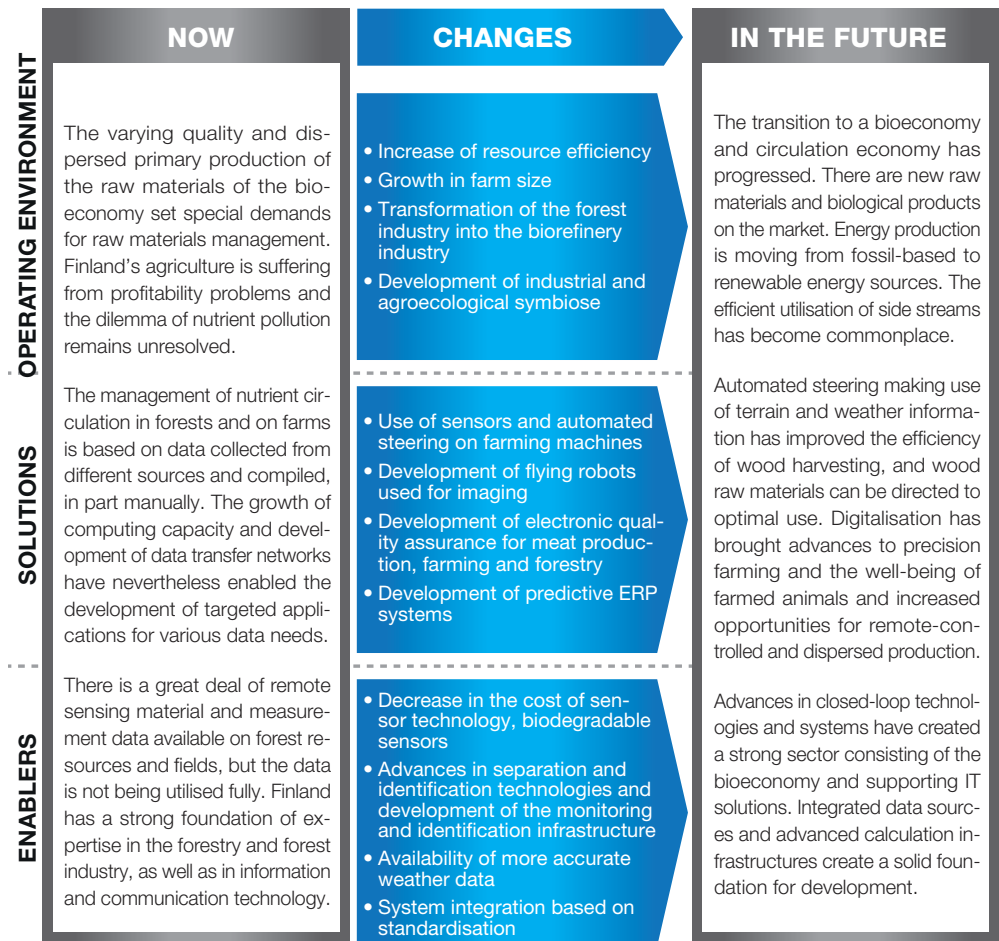 NOW
CHANGES
IN THE FUTURE
OPERATING ENVIRONMENT
The varying quality and dis-
persed primary production of
the raw materials of the bio-
economy set special demands
for raw materials management.
Finland's agriculture is suffering
from profitability problems and
the dilemma of nutrient pollution
remains unresolved.
• Increase of resource efficiency
• Growth in farm size
• Transformation of the forest
industry into the biorefinery
industry
• Development of industrial and
agroecological symbiose
The transition to a bioeconomy
and circulation economy has
progressed. There are new raw
materials and biological products
on the market. Energy production
is moving from fossil-based to
renewable energy sources. The
efficient utilisation of side streams
has become commonplace.
SOLUTIONS
The management of nutrient cir-
culation in forests and on farms
is based on data collected from
different sources and compiled,
in part manually. The growth of
computing capacity and devel-
opment of data transfer networks
have nevertheless enabled the
development of targeted appli-
cations for various data needs.
• Use of sensors and automated
steering on farming machines
• Development of flying robots
used for imaging
• Development of electronic qual-
ity assurance for meat produc-
tion, farming and forestry
• Development of predictive ERP
systems
Automated steering making use
of terrain and weather informa-
tion has improved the efficiency
of wood harvesting, and wood
raw materials can be directed to
optimal use. Digitalisation has
brought advances to precision
farming and the well-being of
farmed animals and increased
opportunities for remote-con-
trolled and dispersed production.
ENABLERS
There is a great deal of remote
sensing material and measure-
ment data available on forest re-
sources and fields, but the data
is not being utilised fully. Finland
has a strong foundation of ex-
pertise in the forestry and forest
industry, as well as in information
and communication technology.
• Decrease in the cost of sen-
sor technology, biodegradable
sensors
• Advances in separation and
identification technologies and
development of the monitoring
and identification infrastructure
• Availability of more accurate
weather data
• System integration based on
standardisation
Advances in closed-loop technol-
ogies and systems have created
a strong sector consisting of the
bioeconomy and supporting IT
solutions. Integrated data sourc-
es and advanced calculation in-
frastructures create a solid foun-
dation for development.